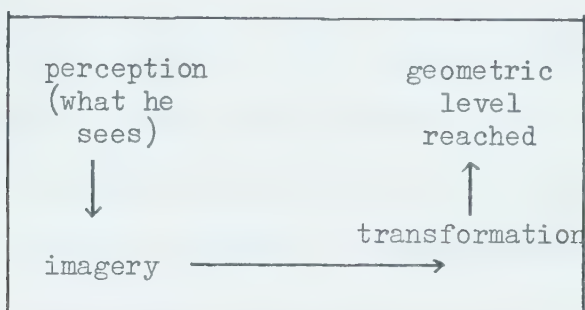 perception
(what he
sees)
geometric
level
reached
transformation
imagery